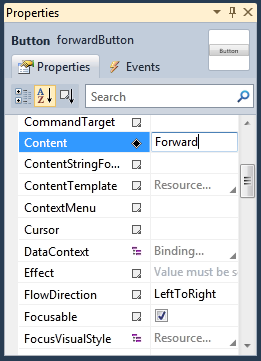 Properties
Button forwardButton
Button
Properties Events
Search
CommandTarget
Content Forward
ContentStringFo...
ContentTemplate Resource...
ContextMenu
Cursor
DataContext Binding...
Effect Value must be s
FlowDirection LeftToRight
Focusable
FocusVisualStyle Resource...